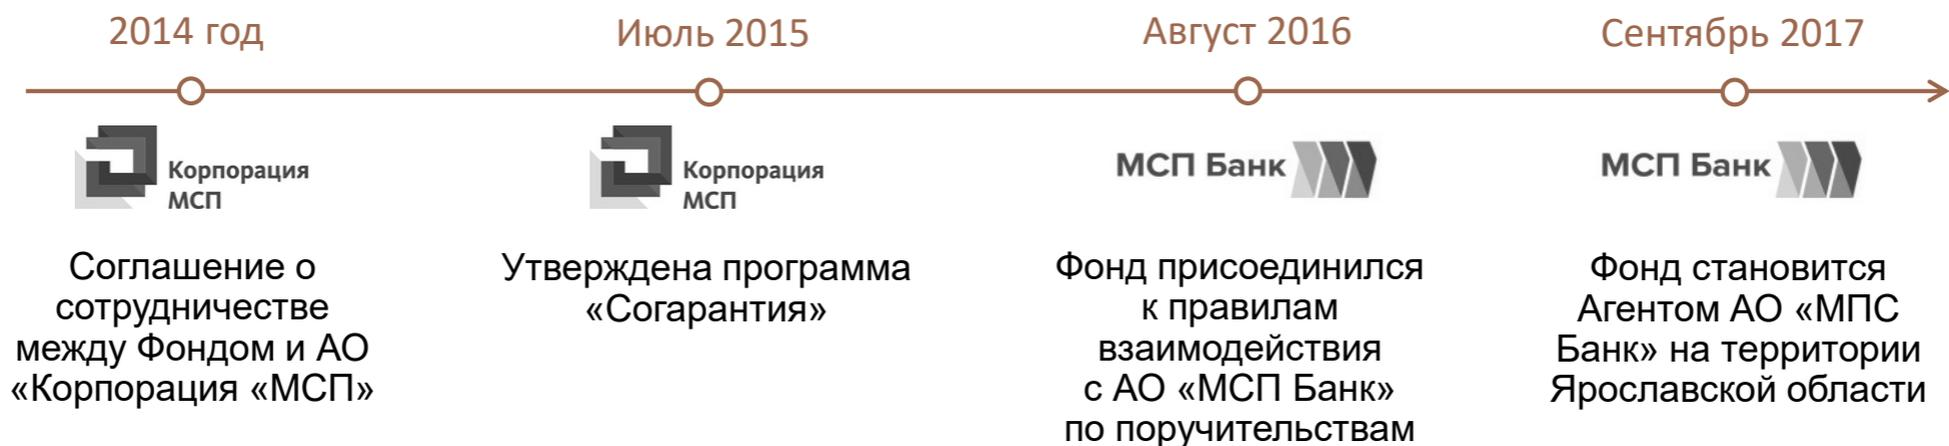 2014 год
Июль 2015
Август 2016
Сентябрь 2017
Корпорация
МСП
Корпорация
МСП
МСП Банк
МСП Банк
Соглашение о
сотрудничестве
между Фондом и АО
«Корпорация «МСП»
Утверждена программа
«Согарантия»
Фонд присоединился
к правилам
взаимодействия
с АО «МСП Банк»
по поручительствам
Фонд становится
Агентом АО «МПС
Банк» на территории
Ярославской области